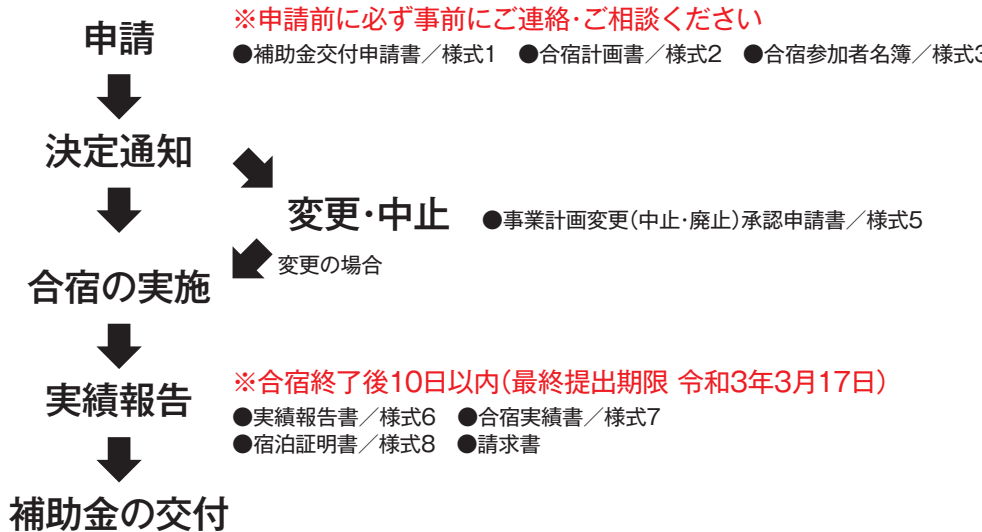 ※申請前に必ず事前にご連絡・ご相談ください
申請
●補助金交付申請書／様式1 ●合宿計画書／様式2 ●合宿参加者名簿／様式3
決定通知
変更・中止 ●事業計画変更（中止・廃止）承認申請書／様式5
変更の場合
合宿の実施
※合宿終了後10日以内（最終提出期限 令和3年3月17日）
実績報告
●実績報告書／様式6 ●合宿実績書／様式7
●宿泊証明書／様式8 ●請求書
補助金の交付